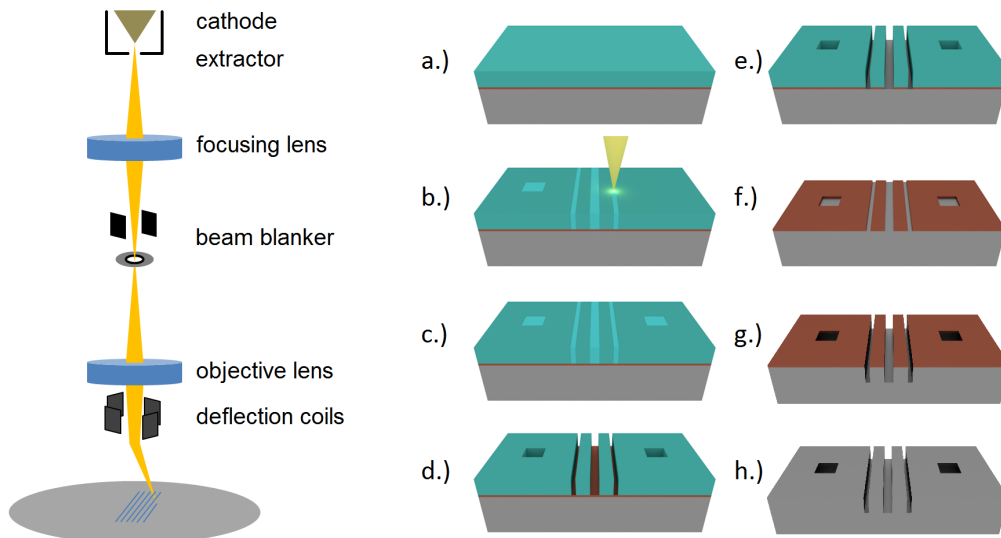 cathode
extractor
focusing lens
beam blanker
objective lens
deflection coils
a.)
b.)
c.)
d.)
e.)
f.)
g.)
h.)